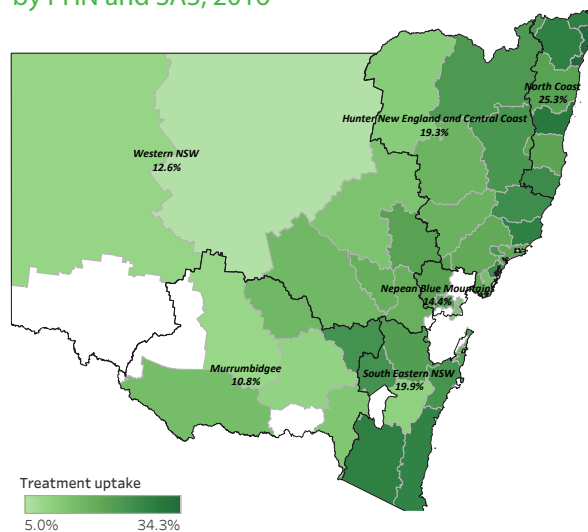 by PHN and SA3, 2016
North Coast
25.3%
Hunter New England and Central Coast
19.3%
Western NSW
12.6%
Nepean Blue Mountains
14.4%
Murrumbidgee
10.8%
South Eastern NSW
19.9%
Treatment uptake
5.0% 34.3%